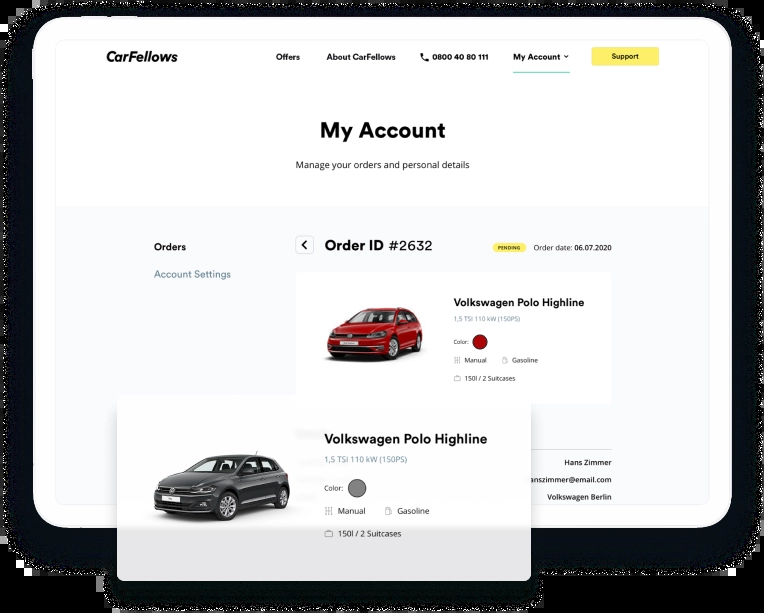 CarFellows
Offers
About CarFellows
0800 40 80 111
My Account
Support
My Account
Manage your orders and personal details
Orders
Account Settings
Order ID #2632
PENDING
Order date: 06.07.2020
Volkswagen Polo Highline
1,5 TSI 110 kW (150PS)
Color:
Manual
Gasoline
150l / 2 Suitcases
Volkswagen Polo Highline
1,5 TSI 110 kW (150PS)
Color:
Manual
Gasoline
150l / 2 Suitcases
Hans Zimmer
anszimmer@email.com
Volkswagen Berlin